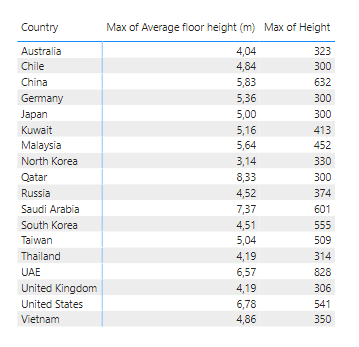 Country Max of Average floor height (m) Max of Height
Australia 4,04 323
Chile 4,84 300
China 5,83 632
Germany 5,36 300
Japan 5,00 300
Kuwait 5,16 413
Malaysia 5,64 452
North Korea 3,14 330
Qatar 8,33 300
Russia 4,52 374
Saudi Arabia 7,37 601
South Korea 4,51 555
Taiwan 5,04 509
Thailand 4,19 314
UAE 6,57 828
United Kingdom 4,19 306
United States 6,78 541
Vietnam 4,86 350